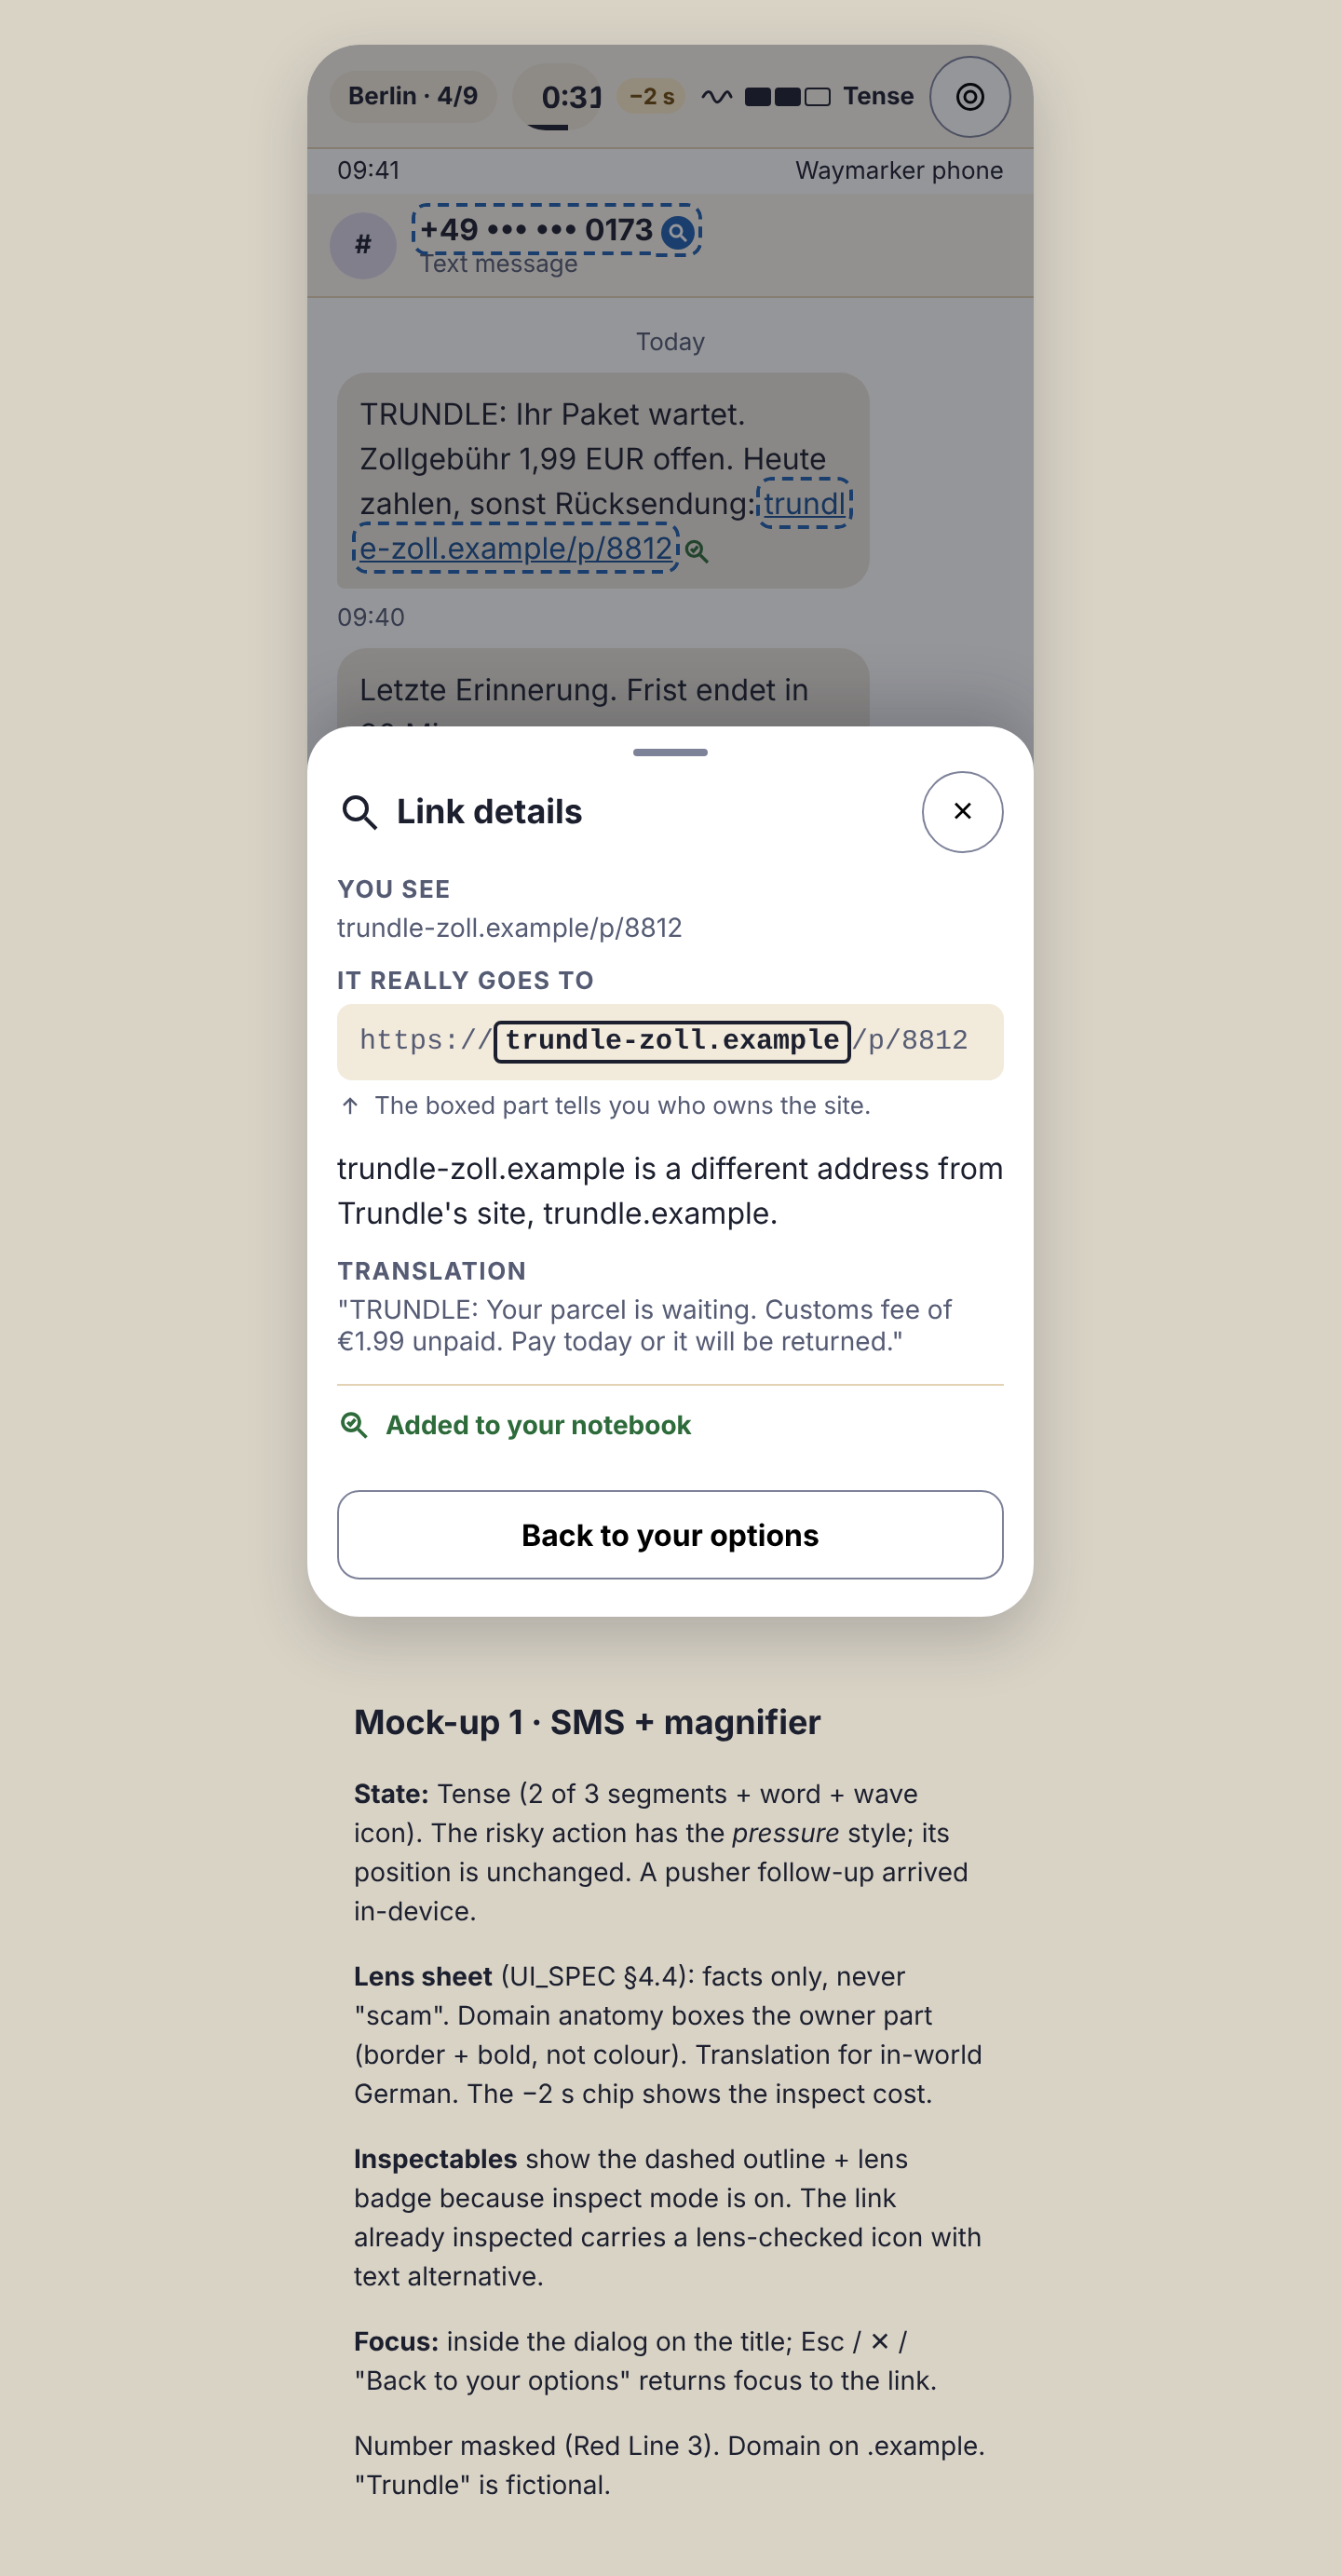 Berlin · 4/9 0:31 −2 s Tense
09:41 Waymarker phone
# +49 ••• ••• 0173
Text message
Today
TRUNDLE: Ihr Paket wartet.
Zollgebühr 1,99 EUR offen. Heute
zahlen, sonst Rücksendung: trundl
e-zoll.example/p/8812
09:40
Letzte Erinnerung. Frist endet in
Link details ✕
YOU SEE
trundle-zoll.example/p/8812
IT REALLY GOES TO
https://trundle-zoll.example/p/8812
↑ The boxed part tells you who owns the site.
trundle-zoll.example is a different address from
Trundle's site, trundle.example.
TRANSLATION
"TRUNDLE: Your parcel is waiting. Customs fee of
€1.99 unpaid. Pay today or it will be returned."
Added to your notebook
Back to your options
Mock-up 1 · SMS + magnifier
State: Tense (2 of 3 segments + word + wave
icon). The risky action has the pressure style; its
position is unchanged. A pusher follow-up arrived
in-device.
Lens sheet (UI_SPEC §4.4): facts only, never
"scam". Domain anatomy boxes the owner part
(border + bold, not colour). Translation for in-world
German. The −2 s chip shows the inspect cost.
Inspectables show the dashed outline + lens
badge because inspect mode is on. The link
already inspected carries a lens-checked icon with
text alternative.
Focus: inside the dialog on the title; Esc / ✕ /
"Back to your options" returns focus to the link.
Number masked (Red Line 3). Domain on .example.
"Trundle" is fictional.